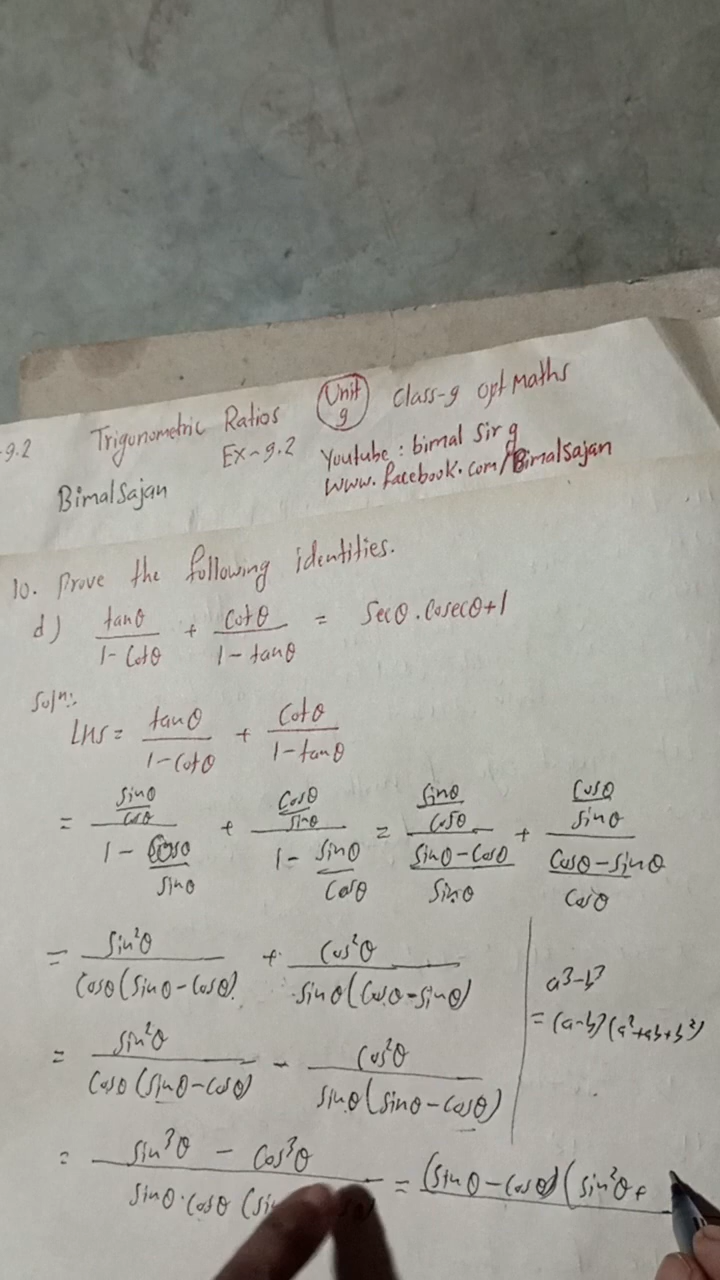 -9.2 Trigonometric Ratios Unit 9 Class-9 opt Maths
Ex-9.2 Youtube : bimal Sir g
BimalSajan www.facebook.com/BimalSajan
10. Prove the following identities.
d) tanθ/(1-Cotθ) + Cotθ/(1-tanθ) = Secθ.Cosecθ+1
Solⁿ:
LHS = tanθ/(1-Cotθ) + Cotθ/(1-tanθ)
= (Sinθ/Cosθ)/(1-Cosθ/Sinθ) + (Cosθ/Sinθ)/(1-Sinθ/Cosθ) = (Sinθ/Cosθ)/((Sinθ-Cosθ)/Sinθ) + (Cosθ/Sinθ)/((Cosθ-Sinθ)/Cosθ)
= Sin²θ/(Cosθ(Sinθ-Cosθ)) + Cos²θ/(Sinθ(Cosθ-Sinθ))
a³-b³
= (a-b)(a²+ab+b²)
= Sin²θ/(Cosθ(Sinθ-Cosθ)) - Cos²θ/(Sinθ(Sinθ-Cosθ))
= (Sin³θ - Cos³θ)/(Sinθ.Cosθ(Si = (Sinθ-Cosθ)(Sin²θ+